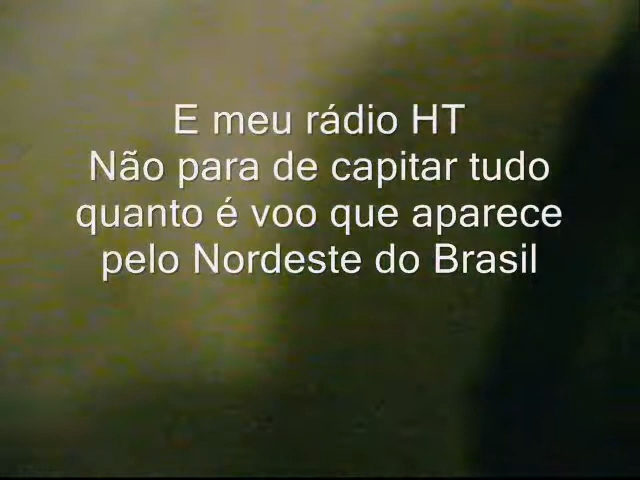 E meu rádio HT
Não para de capitar tudo
quanto é voo que aparece
pelo Nordeste do Brasil